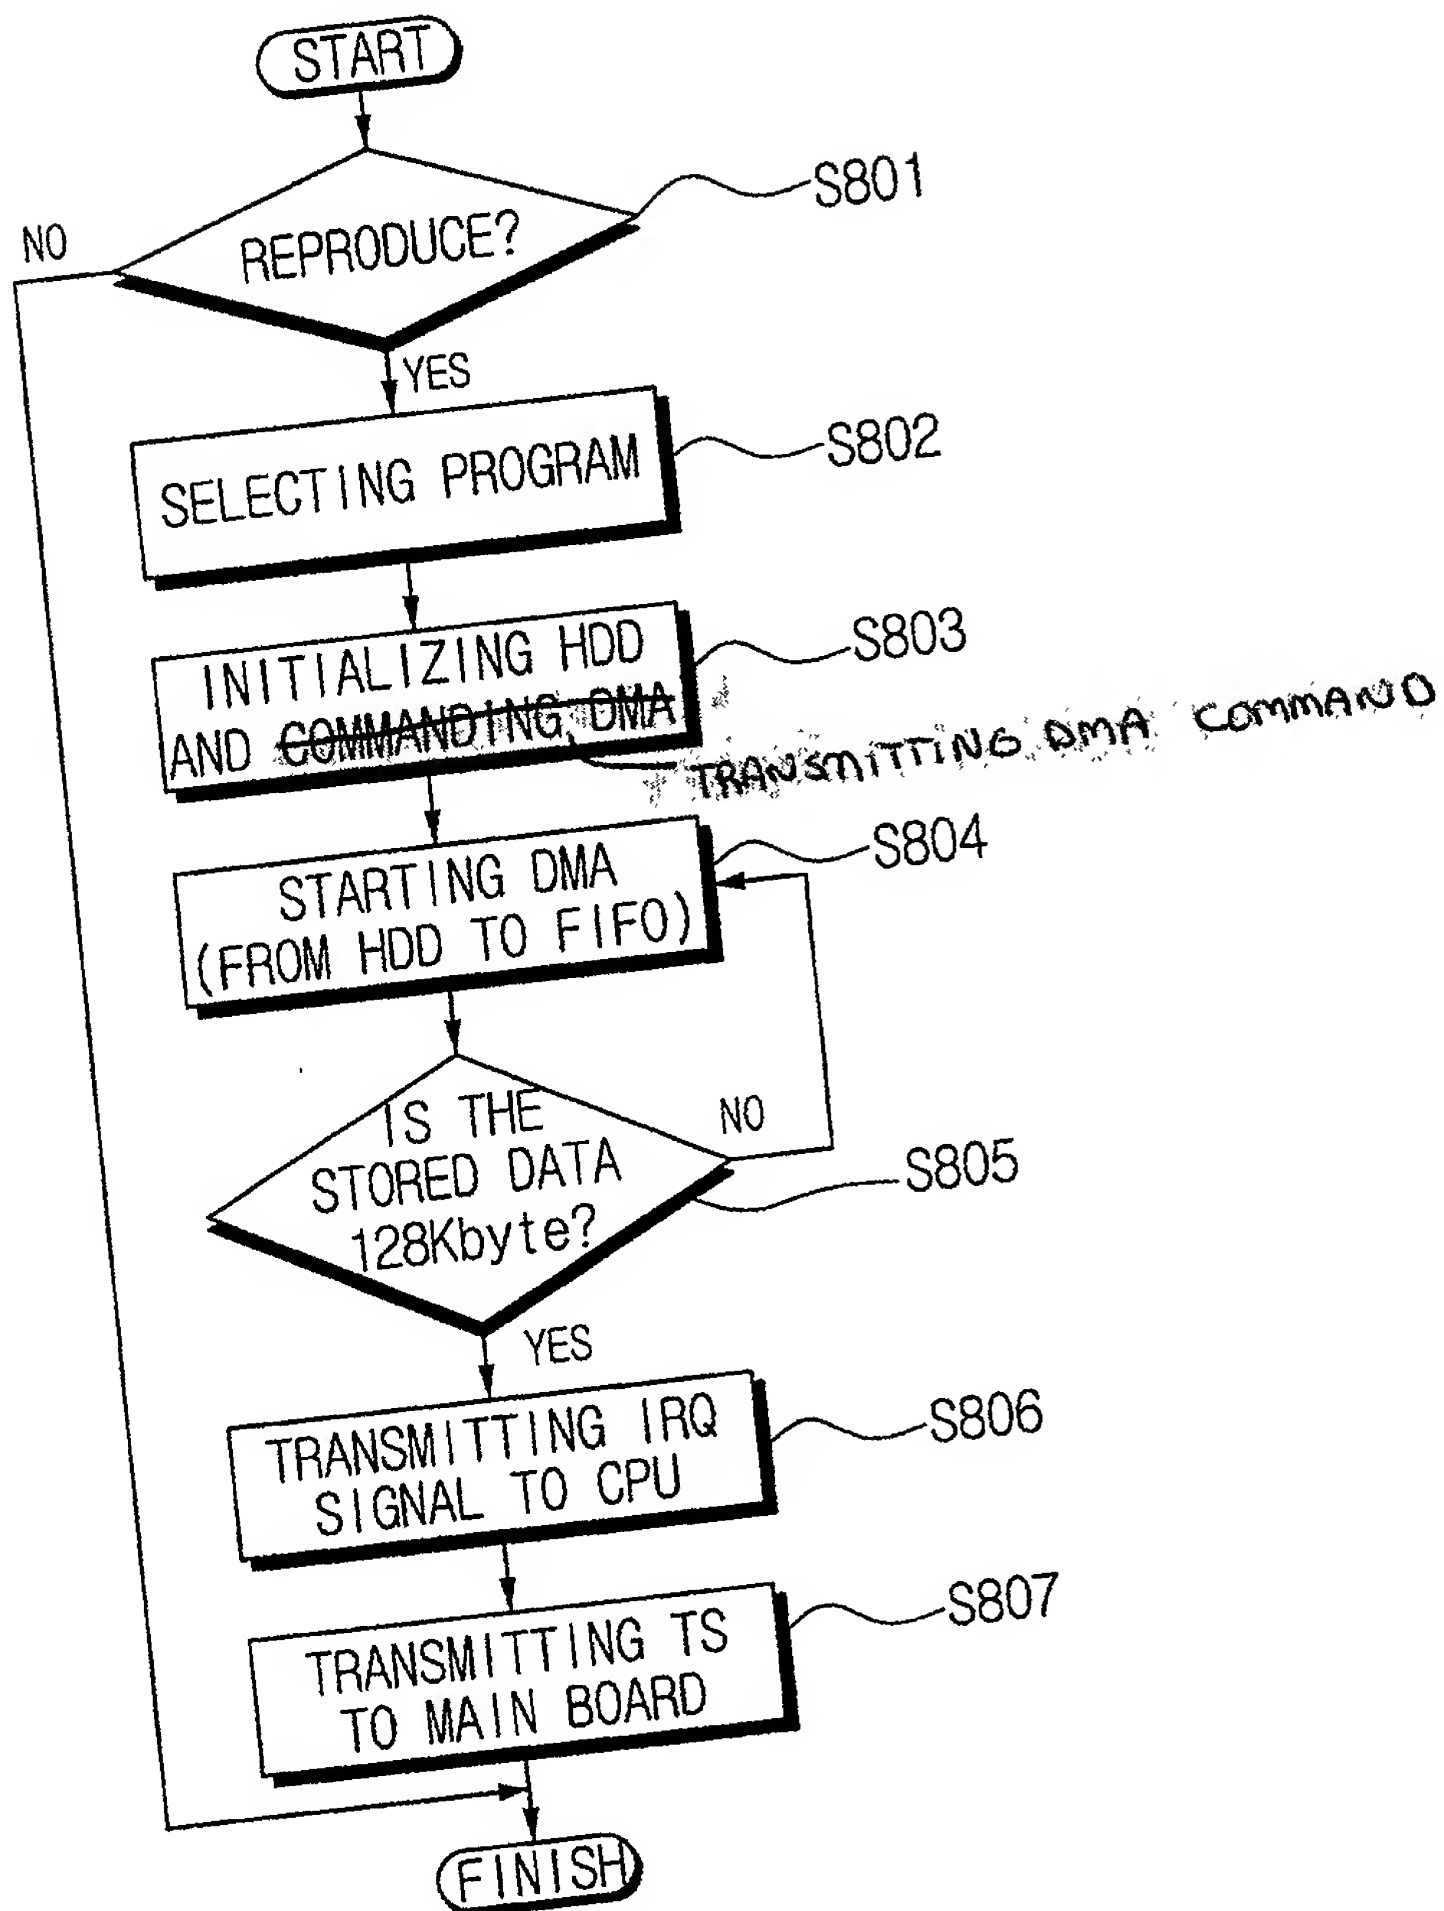 START
S801
NO
REPRODUCE?
YES
S802
SELECTING PROGRAM
S803
INITIALIZING HDD
AND COMMANDING DMA
TRANSMITTING DMA COMMAND
S804
STARTING DMA
(FROM HDD TO FIFO)
IS THE
NO
STORED DATA
S805
128Kbyte?
YES
S806
TRANSMITTING IRQ
SIGNAL TO CPU
S807
TRANSMITTING TS
TO MAIN BOARD
FINISH